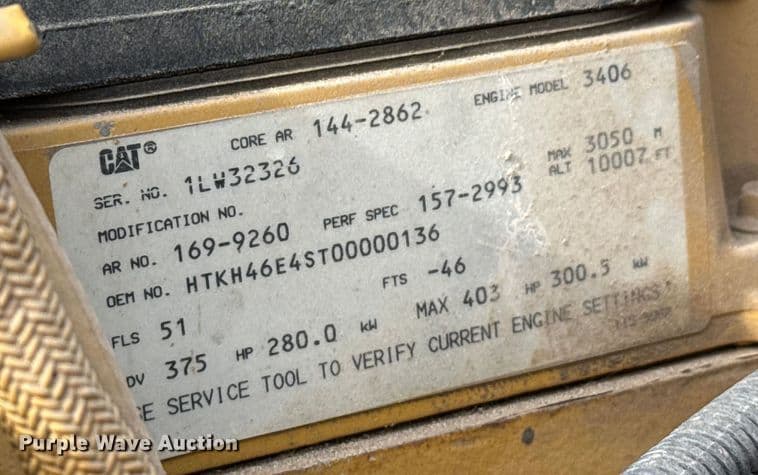 CAT® CORE AR 144-2862 ENGINE MODEL 3406
SER. NO. 1LW32326
MODIFICATION NO. MAX 3050 M
AR NO. 169-9260 PERF SPEC 157-2993 ALT 10007 FT
OEM NO. HTKH46E4ST00000136
FLS 51 FTS -46
DV 375 HP 280.0 kW MAX 403 HP 300.5 kW
SERVICE TOOL TO VERIFY CURRENT ENGINE SETTINGS
Purple Wave Auction